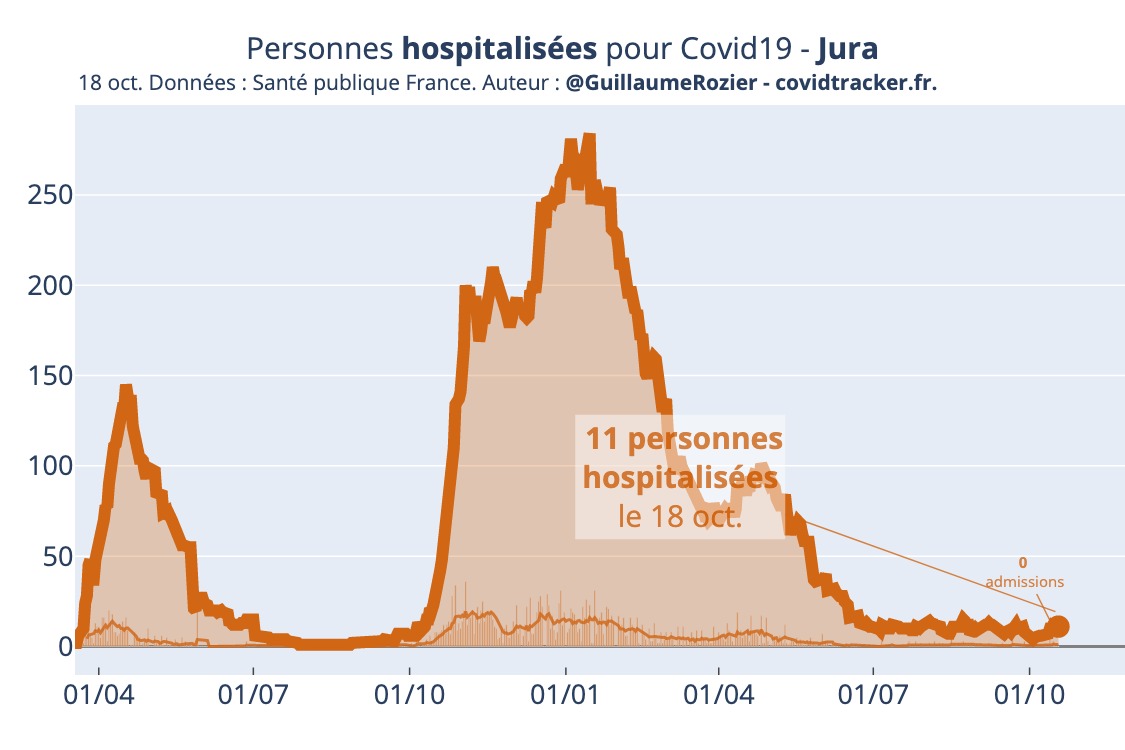 Personnes hospitalisées pour Covid19 - Jura
18 oct. Données : Santé publique France. Auteur : @GuillaumeRozier - covidtracker.fr.
250
200
150
100
50
0
11 personnes
hospitalisées
le 18 oct.
0
admissions
01/04
01/07
01/10
01/01
01/04
01/07
01/10